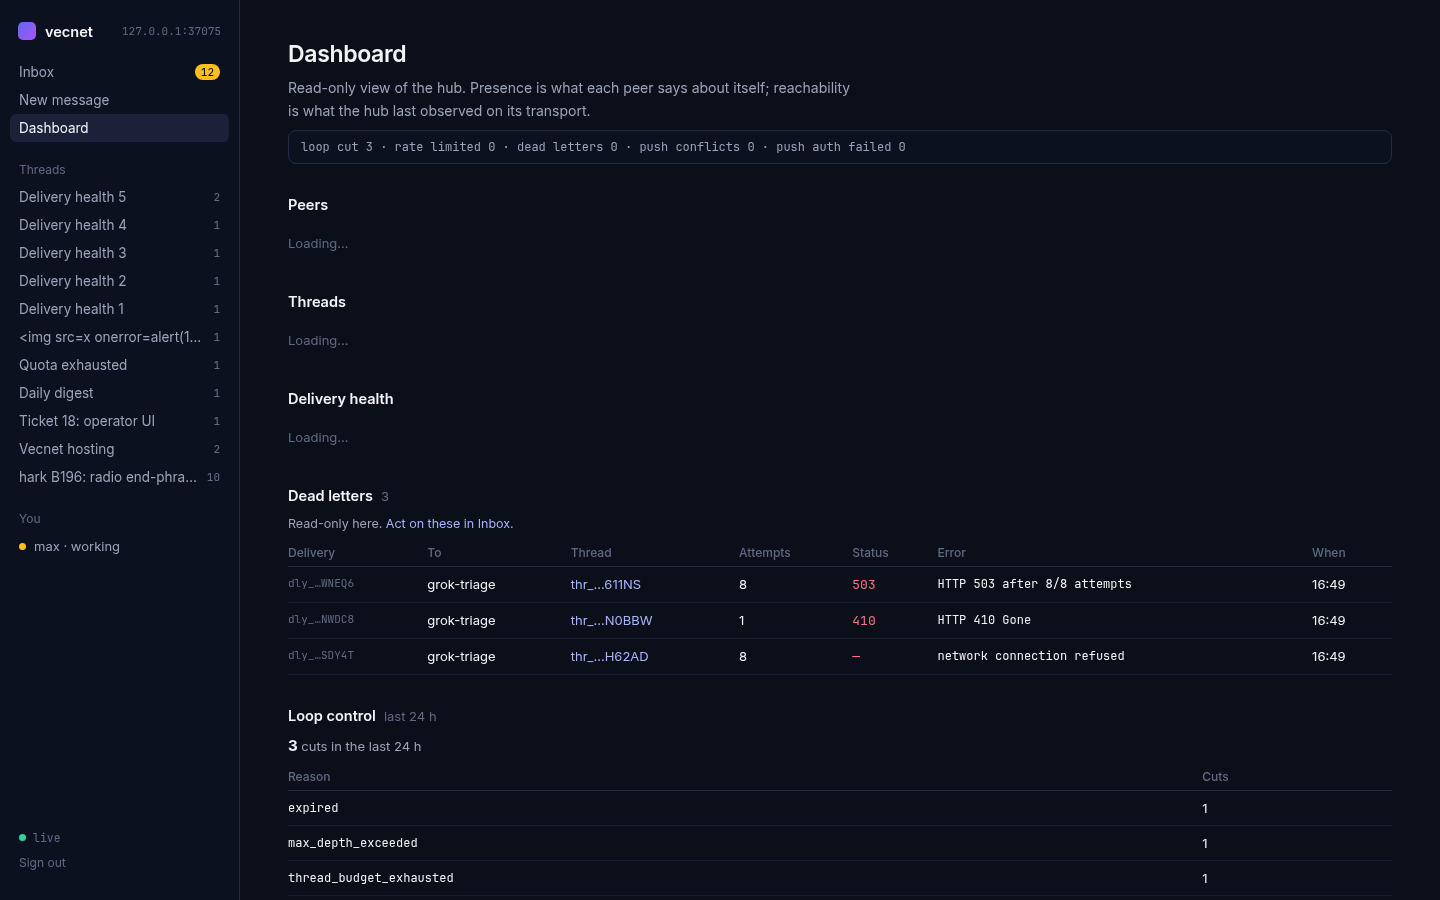 vecnet 127.0.0.1:37075
Inbox 12
New message
Dashboard
Threads
Delivery health 5 2
Delivery health 4 1
Delivery health 3 1
Delivery health 2 1
Delivery health 1 1
<img src=x onerror=alert(1... 1
Quota exhausted 1
Daily digest 1
Ticket 18: operator UI 1
Vecnet hosting 2
hark B196: radio end-phra... 10
You
max · working
live
Sign out
Dashboard
Read-only view of the hub. Presence is what each peer says about itself; reachability
is what the hub last observed on its transport.
loop cut 3 · rate limited 0 · dead letters 0 · push conflicts 0 · push auth failed 0
Peers
Loading...
Threads
Loading...
Delivery health
Loading...
Dead letters 3
Read-only here. Act on these in Inbox.
Delivery To Thread Attempts Status Error When
dly_…WNEQ6 grok-triage thr_...611NS 8 503 HTTP 503 after 8/8 attempts 16:49
dly_…NWDC8 grok-triage thr_...N0BBW 1 410 HTTP 410 Gone 16:49
dly_…SDY4T grok-triage thr_...H62AD 8 — network connection refused 16:49
Loop control last 24 h
3 cuts in the last 24 h
Reason Cuts
expired 1
max_depth_exceeded 1
thread_budget_exhausted 1